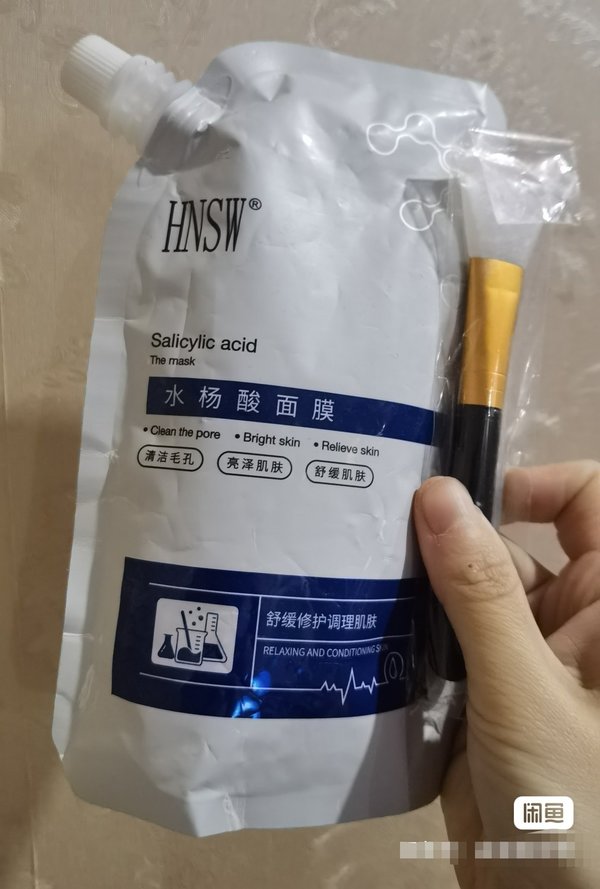 HNSW®
Salicylic acid
The mask
水杨酸面膜
• Clean the pore • Bright skin • Relieve skin
清洁毛孔 亮泽肌肤 舒缓肌肤
舒缓修护调理肌肤
RELAXING AND CONDITIONING SKIN
闲鱼